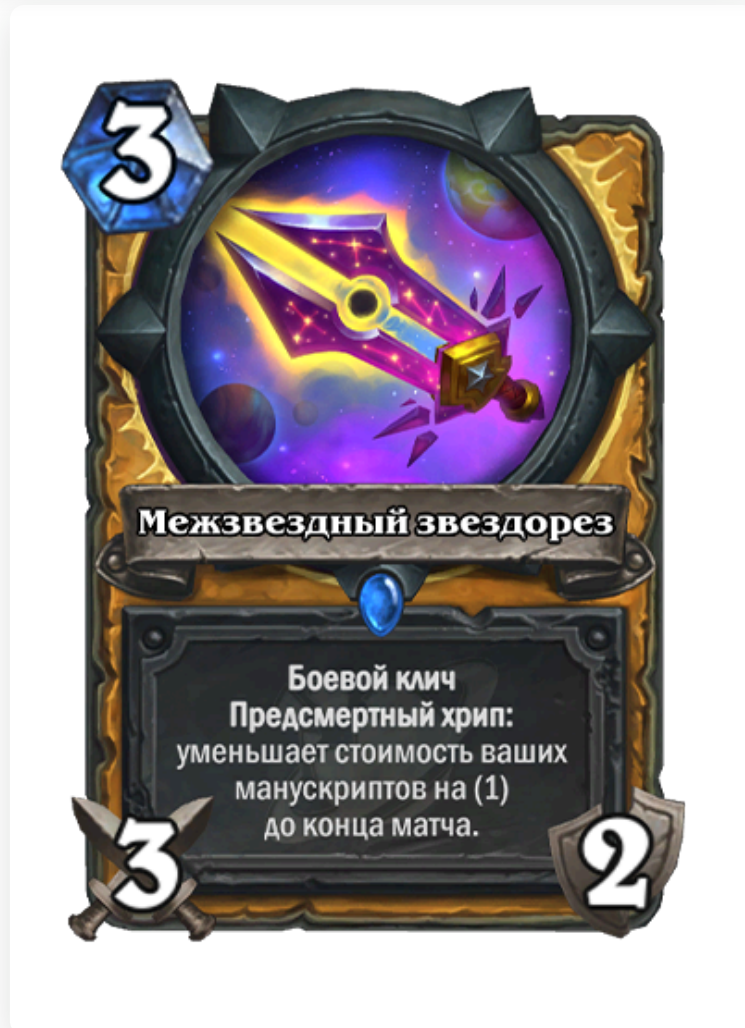 3
Межзвездный звездорез
Боевой клич
Предсмертный хрип:
уменьшает стоимость ваших
манускриптов на (1)
до конца матча.
3
2